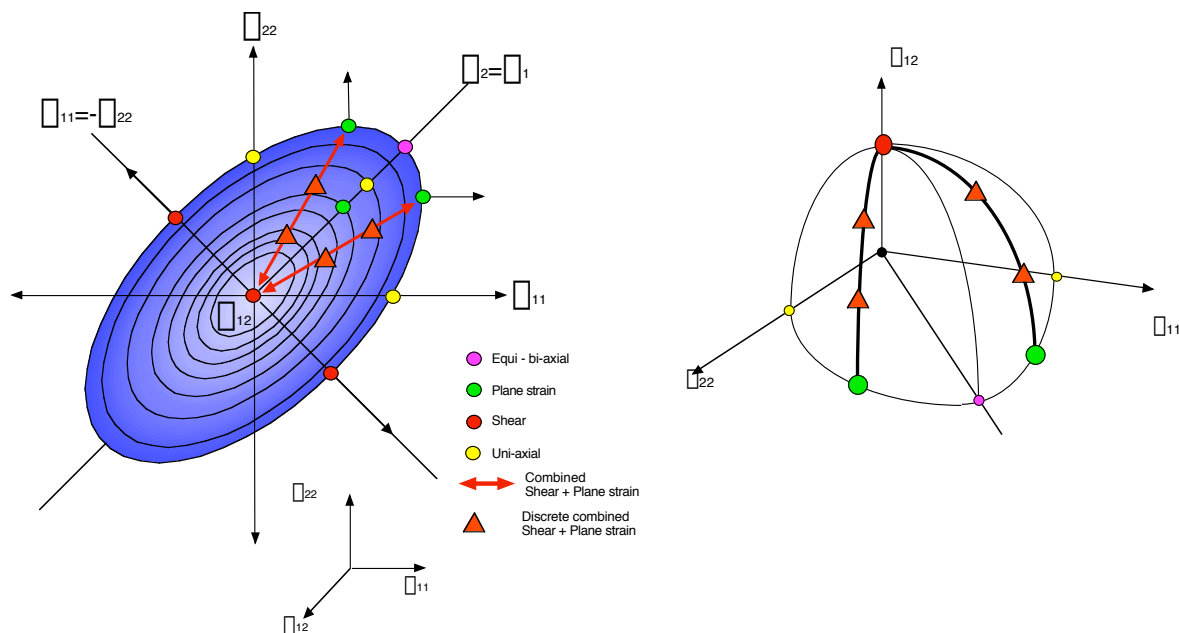 ▯22
▯2=▯1
▯11=-▯22
▯11
▯12
Equi - bi-axial
Plane strain
Shear
Uni-axial
Combined
Shear + Plane strain
Discrete combined
Shear + Plane strain
▯22
▯11
▯12
▯12
▯11
▯22